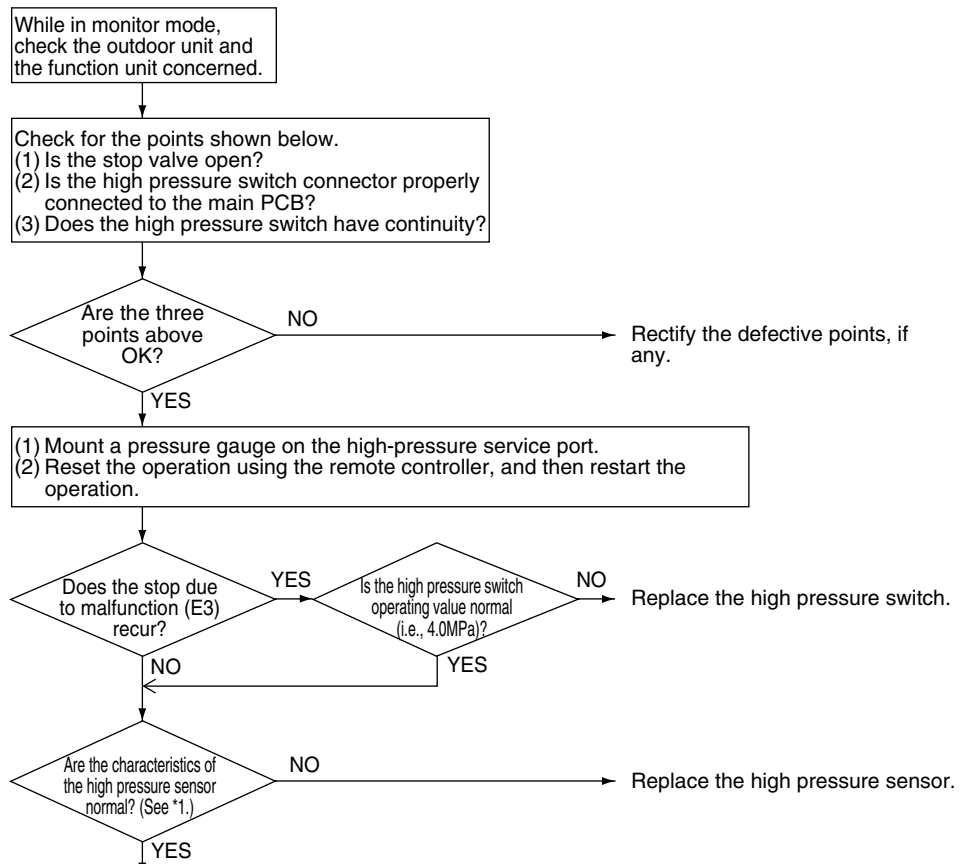 While in monitor mode,
check the outdoor unit and
the function unit concerned.
Check for the points shown below.
(1) Is the stop valve open?
(2) Is the high pressure switch connector properly
connected to the main PCB?
(3) Does the high pressure switch have continuity?
Are the three
points above
OK?
NO
Rectify the defective points, if
any.
YES
(1) Mount a pressure gauge on the high-pressure service port.
(2) Reset the operation using the remote controller, and then restart the
operation.
Does the stop due
to malfunction (E3)
recur?
YES
Is the high pressure switch
operating value normal
(i.e., 4.0MPa)?
NO
Replace the high pressure switch.
NO
YES
Are the characteristics of
the high pressure sensor
normal? (See *1.)
NO
Replace the high pressure sensor.
YES